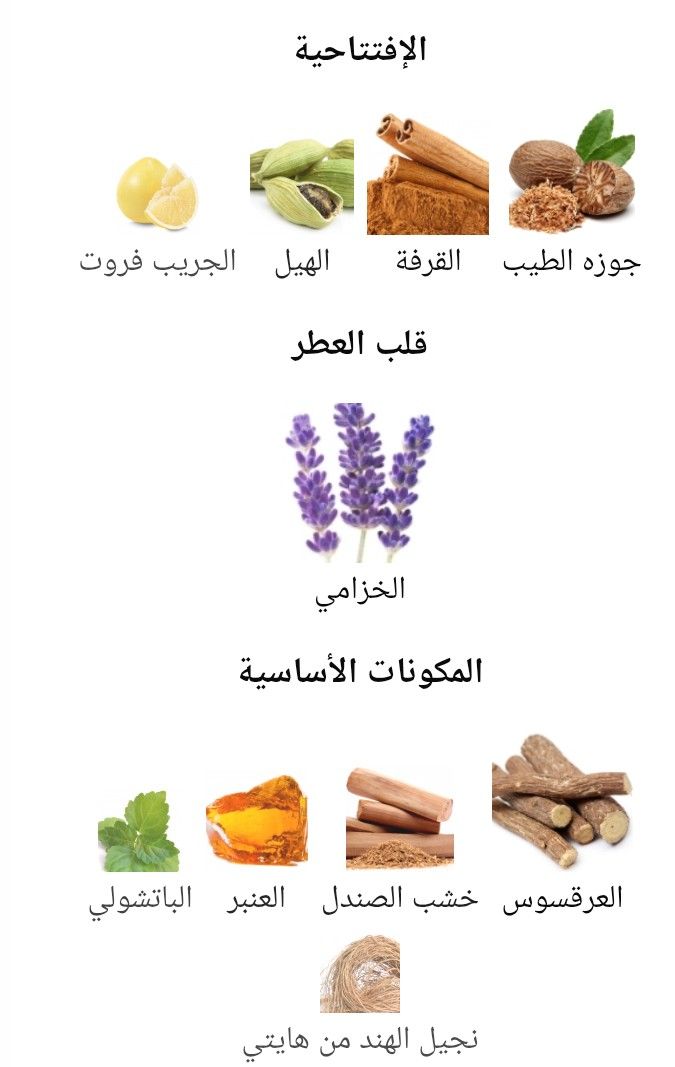 الإفتتاحية
جوزه الطيب
القرفة
الهيل
الجريب فروت
قلب العطر
الخزامي
المكونات الأساسية
العرقسوس
خشب الصندل
العنبر
الباتشولي
نجيل الهند من هايتي